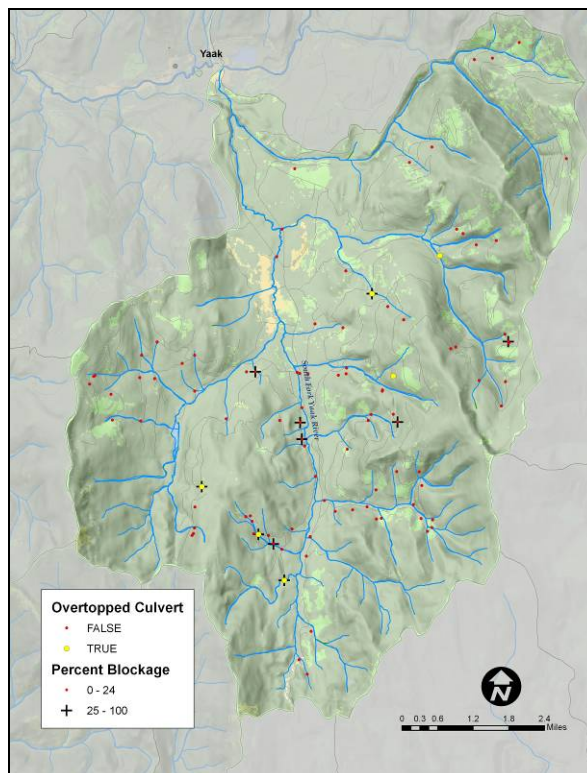 Yaak
South Fork Yaak River
Overtopped Culvert
FALSE
TRUE
Percent Blockage
0 - 24
25 - 100
N
0 0.3 0.6 1.2 1.8 2.4
Miles